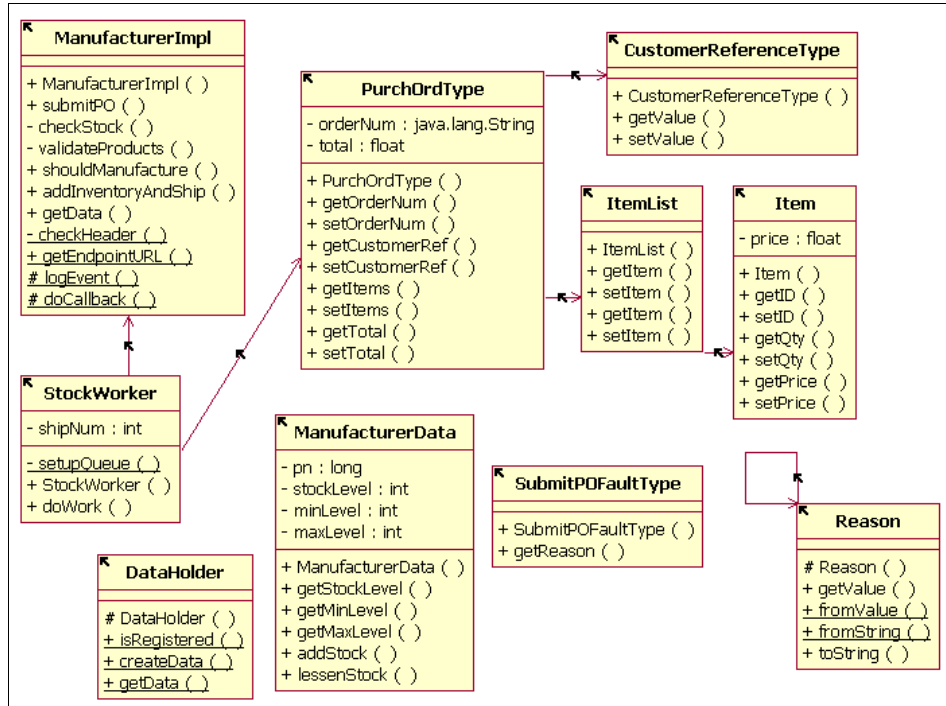 ManufacturerImpl
+ ManufacturerImpl ( )
+ submitPO ( )
- checkStock ( )
- validateProducts ( )
+ shouldManufacture ( )
+ addInventoryAndShip ( )
+ getData ( )
- checkHeader ( )
+ getEndpointURL ( )
# logEvent ( )
# doCallback ( )
PurchOrdType
- orderNum : java.lang.String
- total : float
+ PurchOrdType ( )
+ getOrderNum ( )
+ setOrderNum ( )
+ getCustomerRef ( )
+ setCustomerRef ( )
+ getItems ( )
+ setItems ( )
+ getTotal ( )
+ setTotal ( )
CustomerReferenceType
+ CustomerReferenceType ( )
+ getValue ( )
+ setValue ( )
ItemList
+ ItemList ( )
+ getItem ( )
+ setItem ( )
+ getItem ( )
+ setItem ( )
Item
- price : float
+ Item ( )
+ getID ( )
+ setID ( )
+ getQty ( )
+ setQty ( )
+ getPrice ( )
+ setPrice ( )
StockWorker
- shipNum : int
- setupQueue ( )
+ StockWorker ( )
+ doWork ( )
ManufacturerData
- pn : long
- stockLevel : int
- minLevel : int
- maxLevel : int
+ ManufacturerData ( )
+ getStockLevel ( )
+ getMinLevel ( )
+ getMaxLevel ( )
+ addStock ( )
+ lessenStock ( )
SubmitPOFaultType
+ SubmitPOFaultType ( )
+ getReason ( )
Reason
# Reason ( )
+ getValue ( )
+ fromValue ( )
+ fromString ( )
+ toString ( )
DataHolder
# DataHolder ( )
+ isRegistered ( )
+ createData ( )
+ getData ( )